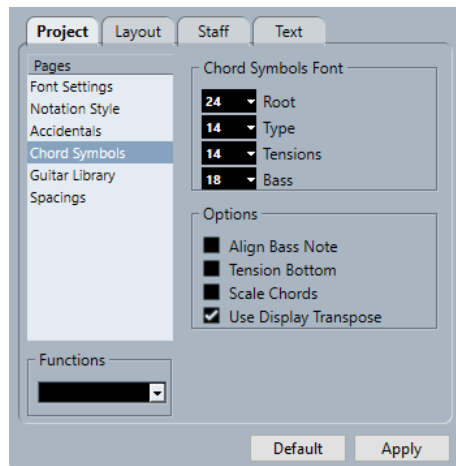 Project Layout Staff Text
Pages
Font Settings
Notation Style
Accidentals
Chord Symbols
Guitar Library
Spacings
Functions
Chord Symbols Font
24 Root
14 Type
14 Tensions
18 Bass
Options
Align Bass Note
Tension Bottom
Scale Chords
Use Display Transpose
Default Apply